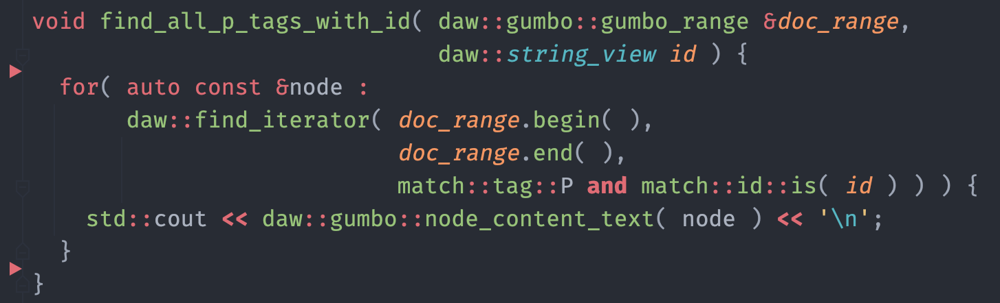 void find_all_p_tags_with_id( daw::gumbo::gumbo_range &doc_range,
                              daw::string_view id ) {
  for( auto const &node :
       daw::find_iterator( doc_range.begin( ),
                           doc_range.end( ),
                           match::tag::P and match::id::is( id ) ) ) {
    std::cout << daw::gumbo::node_content_text( node ) << '\n';
  }
}